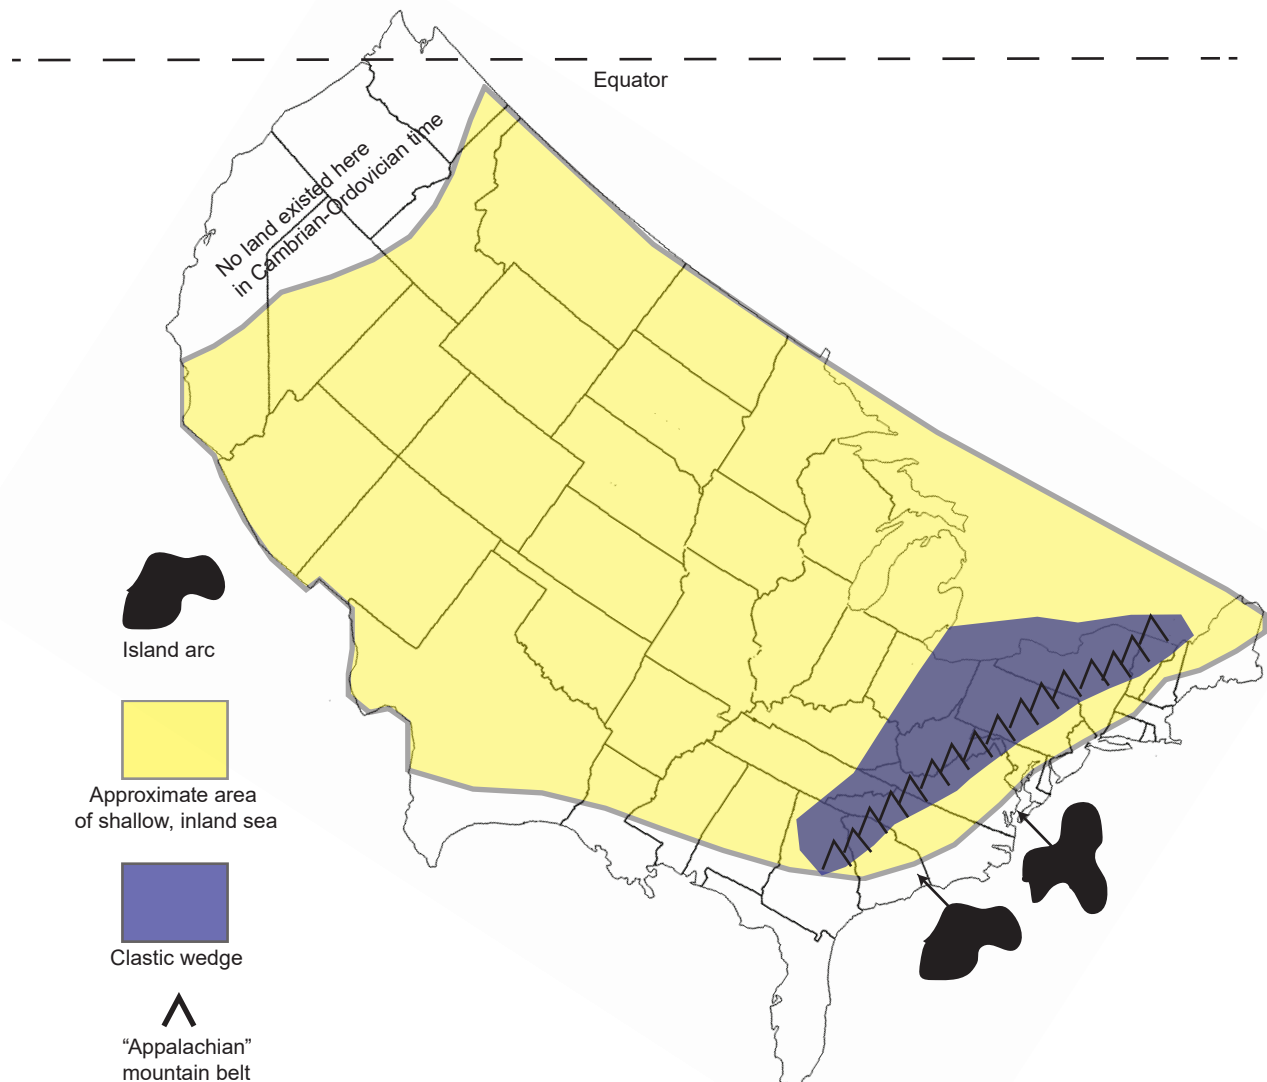 Equator
No land existed here
in Cambrian-Ordovician time
Island arc
Approximate area
of shallow, inland sea
Clastic wedge
“Appalachian”
mountain belt